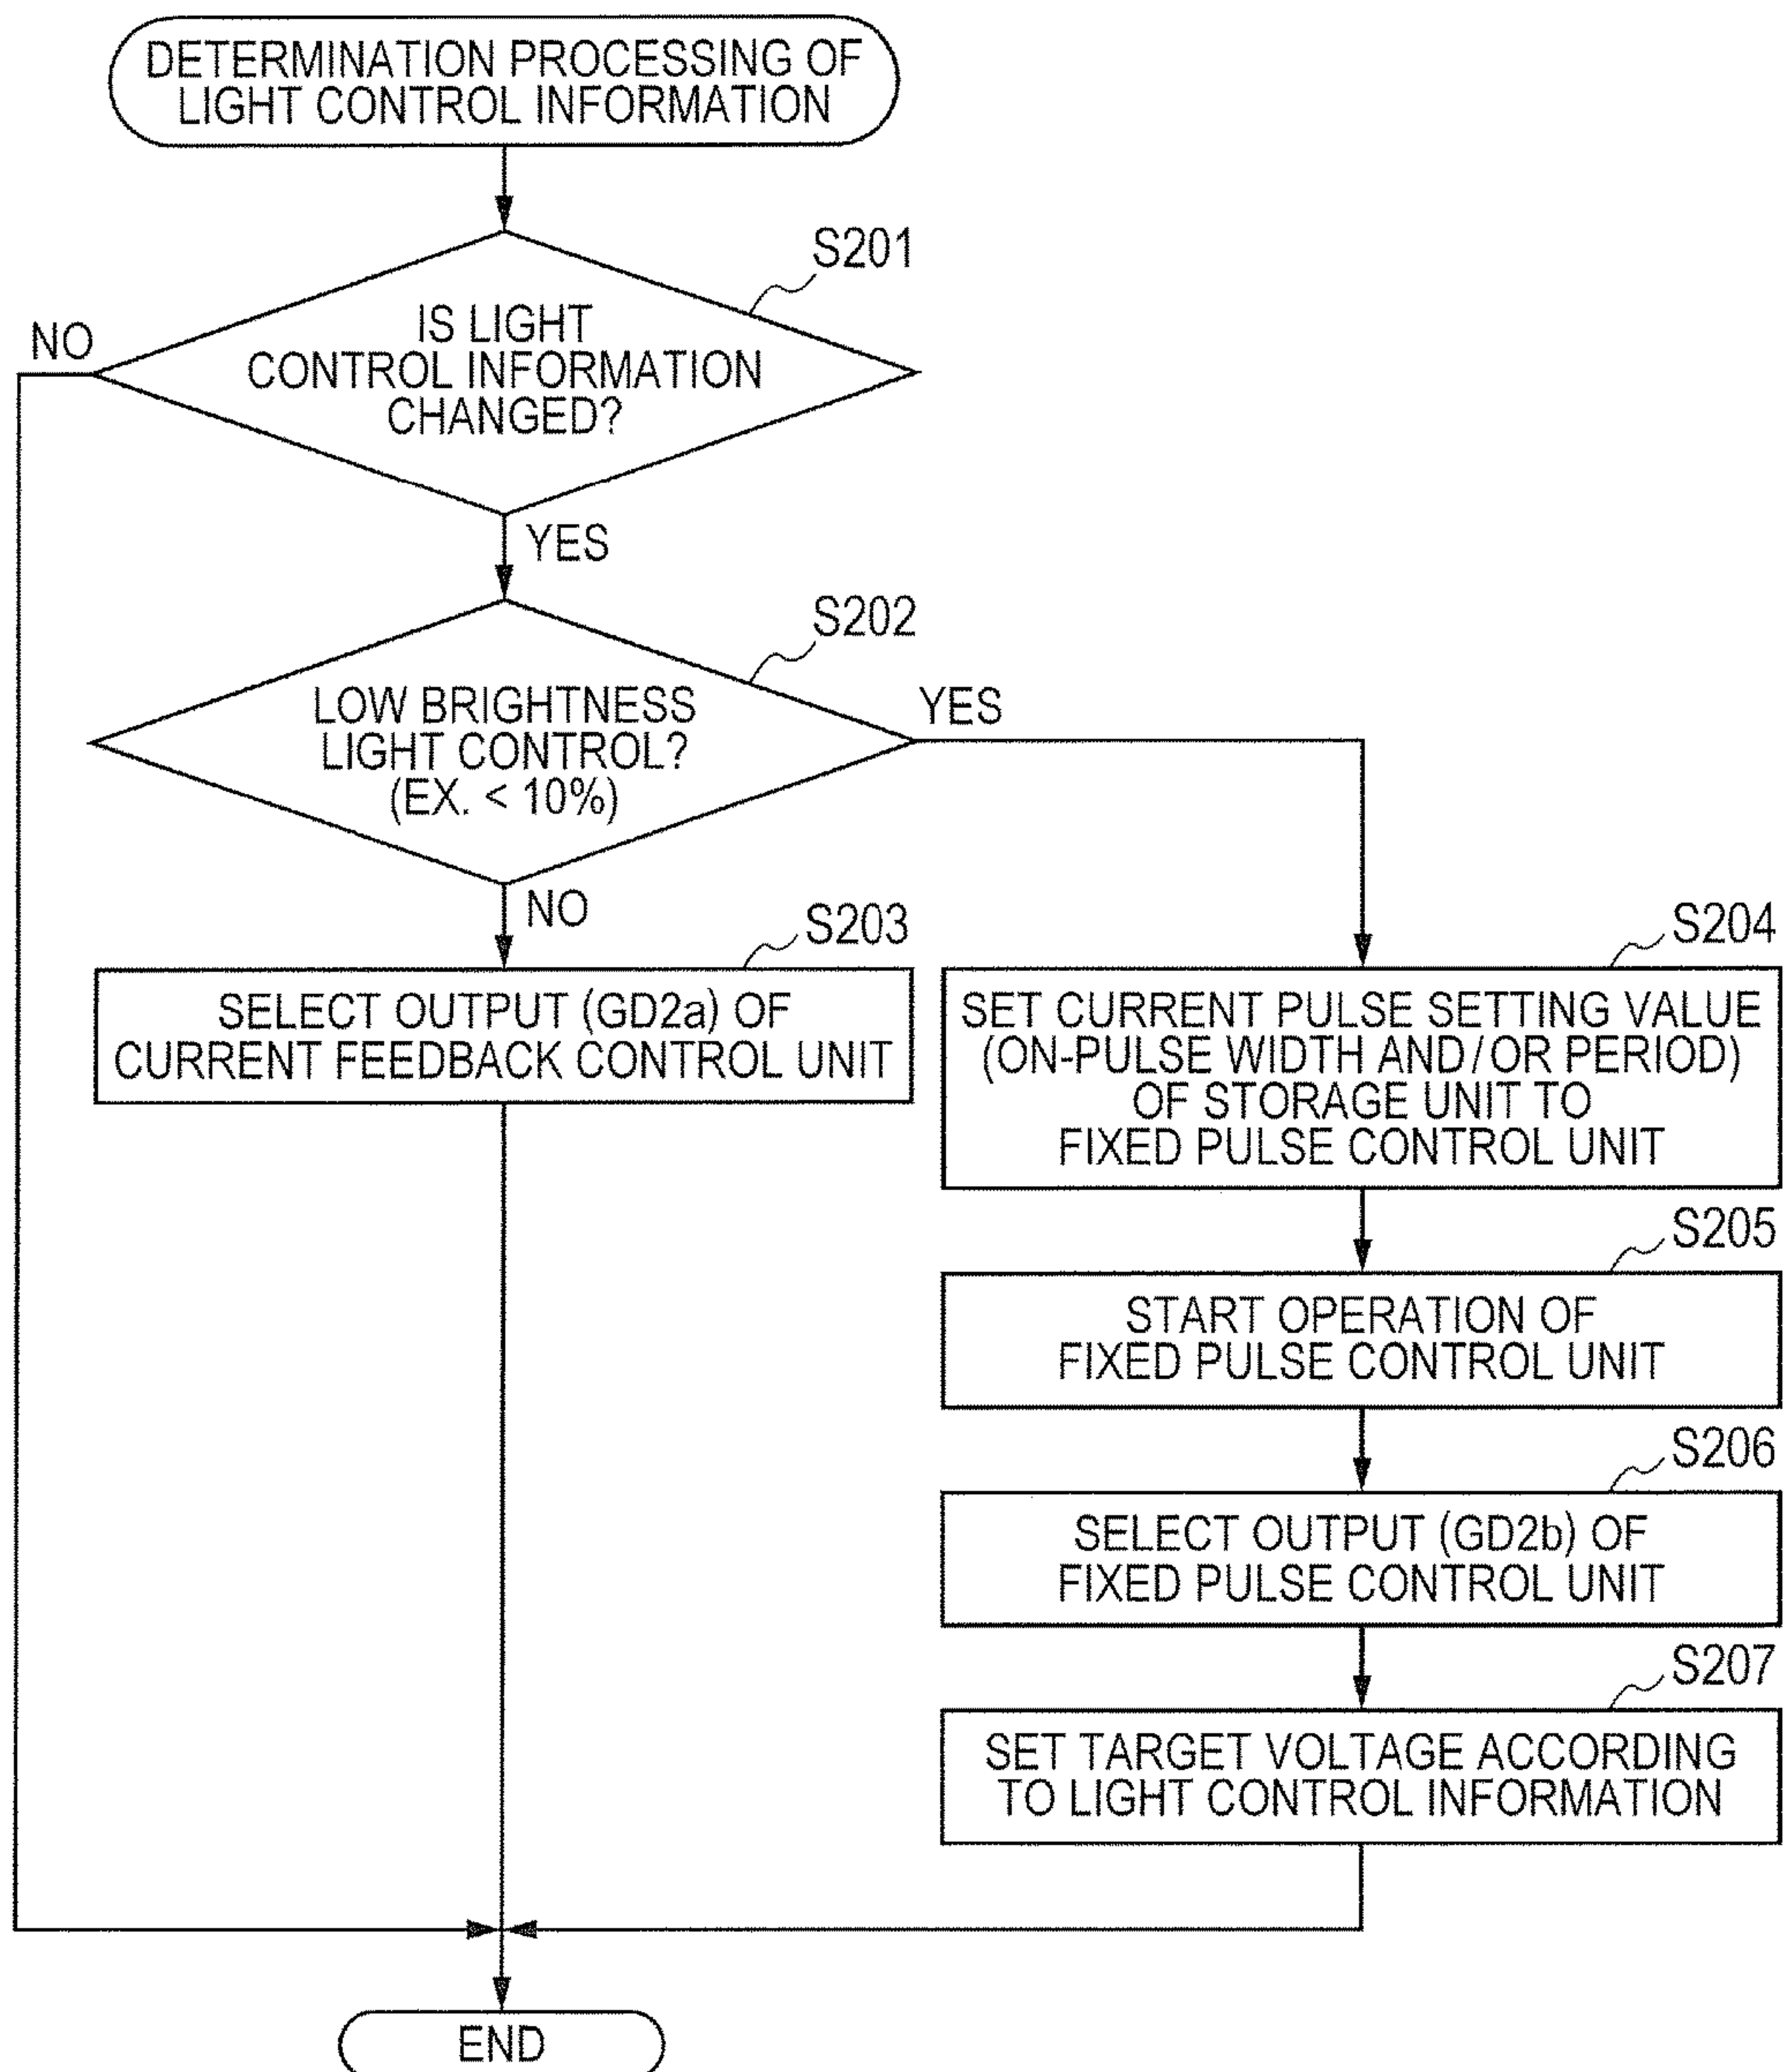 DETERMINATION PROCESSING OF
LIGHT CONTROL INFORMATION
S201
IS LIGHT
CONTROL INFORMATION
CHANGED?
NO
YES
S202
LOW BRIGHTNESS
LIGHT CONTROL?
(EX. < 10%)
YES
NO
S203
SELECT OUTPUT (GD2a) OF
CURRENT FEEDBACK CONTROL UNIT
S204
SET CURRENT PULSE SETTING VALUE
(ON-PULSE WIDTH AND/OR PERIOD)
OF STORAGE UNIT TO
FIXED PULSE CONTROL UNIT
S205
START OPERATION OF
FIXED PULSE CONTROL UNIT
S206
SELECT OUTPUT (GD2b) OF
FIXED PULSE CONTROL UNIT
S207
SET TARGET VOLTAGE ACCORDING
TO LIGHT CONTROL INFORMATION
END